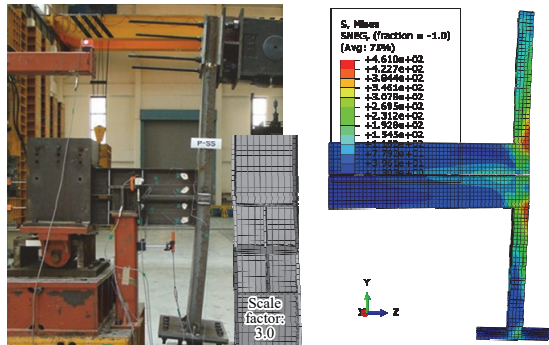 P-SS
Scale
factor:
3.0
S, Mises
SNEG, (fraction = -1.0)
(Avg: 75%)
+4.610e+02
+4.227e+02
+3.844e+02
+3.461e+02
+3.078e+02
+2.695e+02
+2.312e+02
+1.928e+02
+1.545e+02
Y
Z